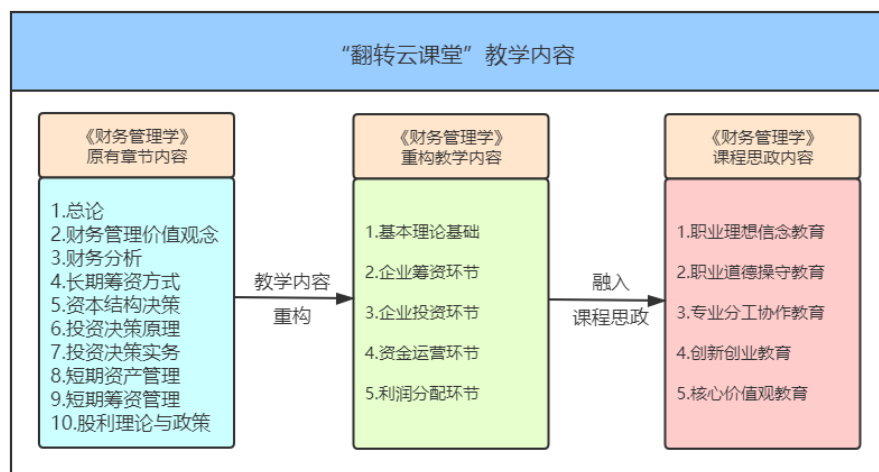 “翻转云课堂”教学内容
《财务管理学》
原有章节内容
1.总论
2.财务管理价值观念
3.财务分析
4.长期筹资方式
5.资本结构决策
6.投资决策原理
7.投资决策实务
8.短期资产管理
9.短期筹资管理
10.股利理论与政策
教学内容
重构
《财务管理学》
重构教学内容
1.基本理论基础
2.企业筹资环节
3.企业投资环节
4.资金运营环节
5.利润分配环节
融入
课程思政
《财务管理学》
课程思政内容
1.职业理想信念教育
2.职业道德操守教育
3.专业分工协作教育
4.创新创业教育
5.核心价值观教育